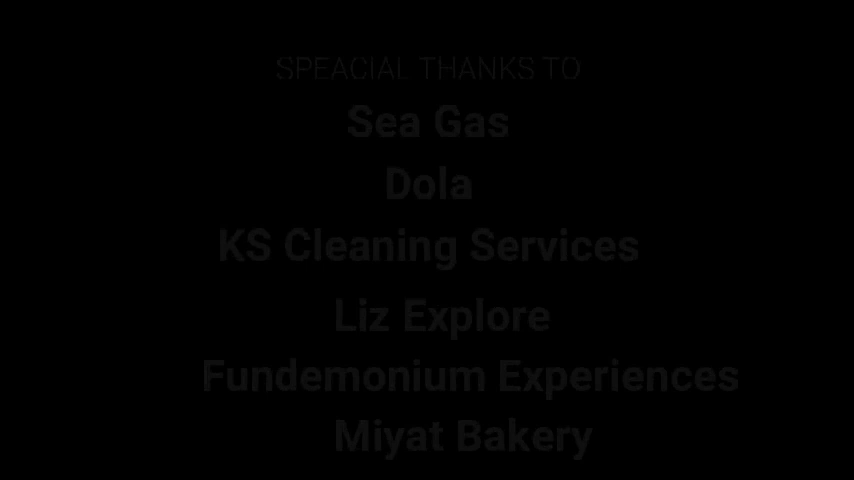 SPEACIAL THANKS TO
Sea Gas
Dola
KS Cleaning Services
Liz Explore
Fundemonium Experiences
Miyat Bakery